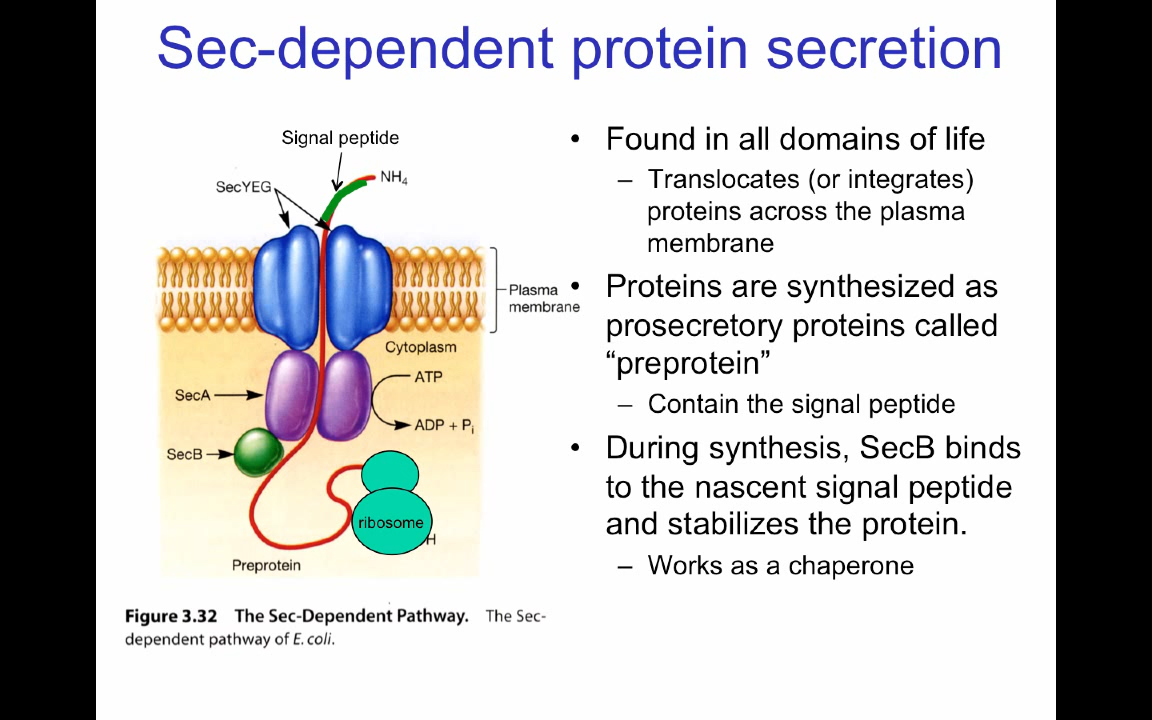 Sec-dependent protein secretion
Signal peptide
NH4
SecYEG
Plasma
membrane
Cytoplasm
ATP
SecA
ADP + Pi
SecB
ribosome
H
Preprotein
Figure 3.32 The Sec-Dependent Pathway. The Sec-
dependent pathway of E. coli.
• Found in all domains of life
– Translocates (or integrates)
proteins across the plasma
membrane
• Proteins are synthesized as
prosecretory proteins called
“preprotein”
– Contain the signal peptide
• During synthesis, SecB binds
to the nascent signal peptide
and stabilizes the protein.
– Works as a chaperone